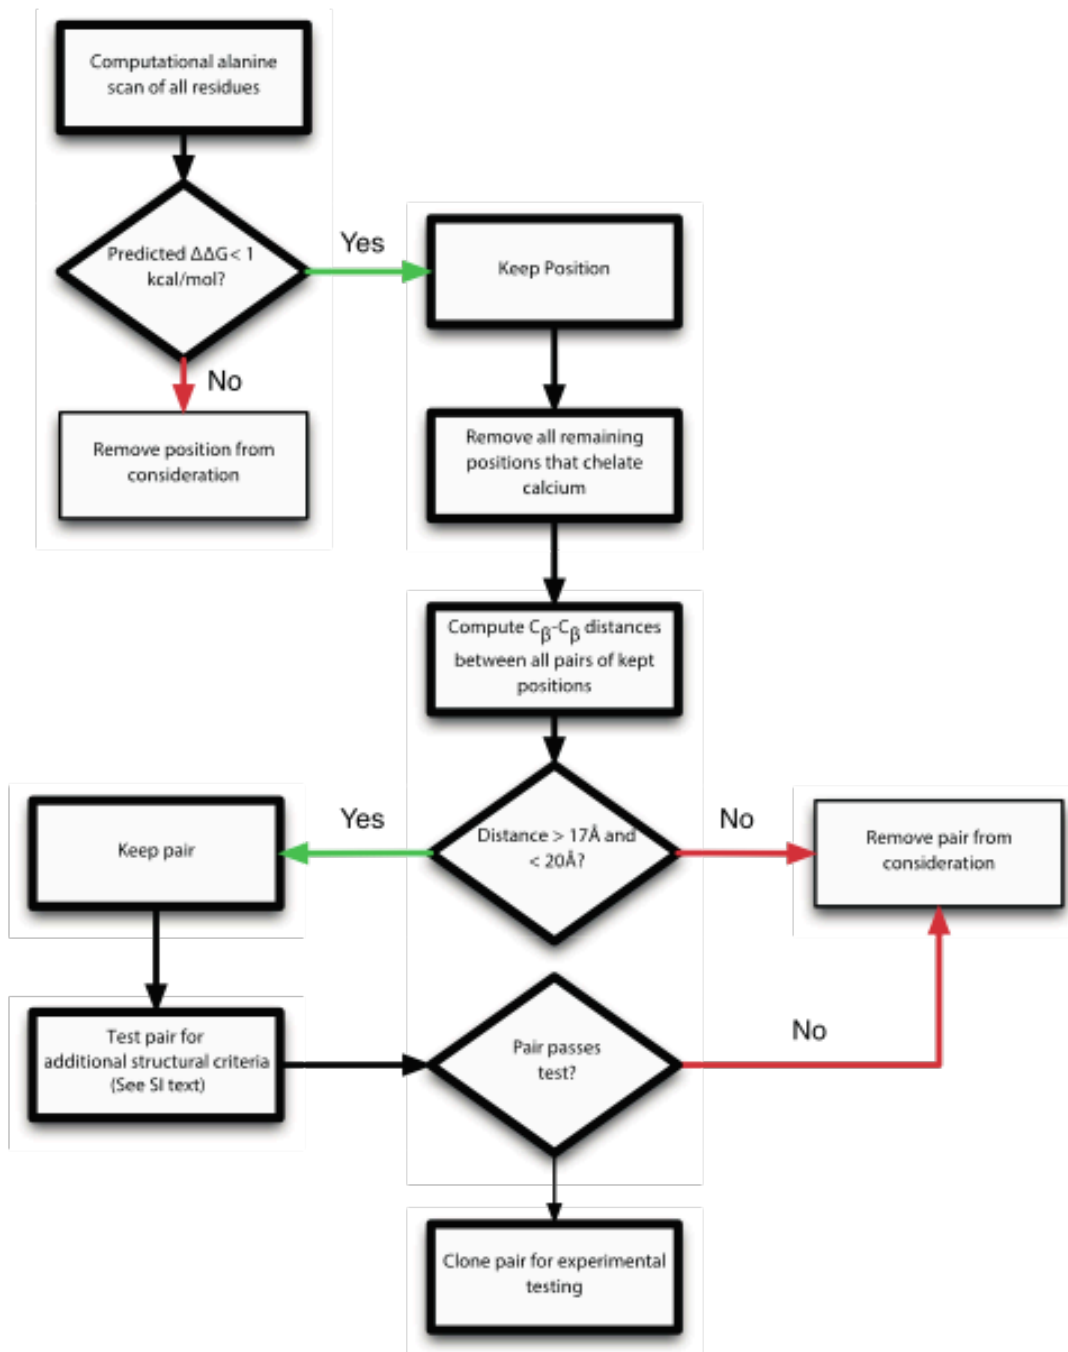 Computational alanine
scan of all residues
Predicted ΔΔG < 1
kcal/mol?
Yes
Keep Position
No
Remove position from
consideration
Remove all remaining
positions that chelate
calcium
Compute Cβ-Cβ distances
between all pairs of kept
positions
Distance > 17Å and
< 20Å?
Yes
Keep pair
No
Remove pair from
consideration
Test pair for
additional structural criteria
(See SI text)
Pair passes
test?
No
Clone pair for experimental
testing